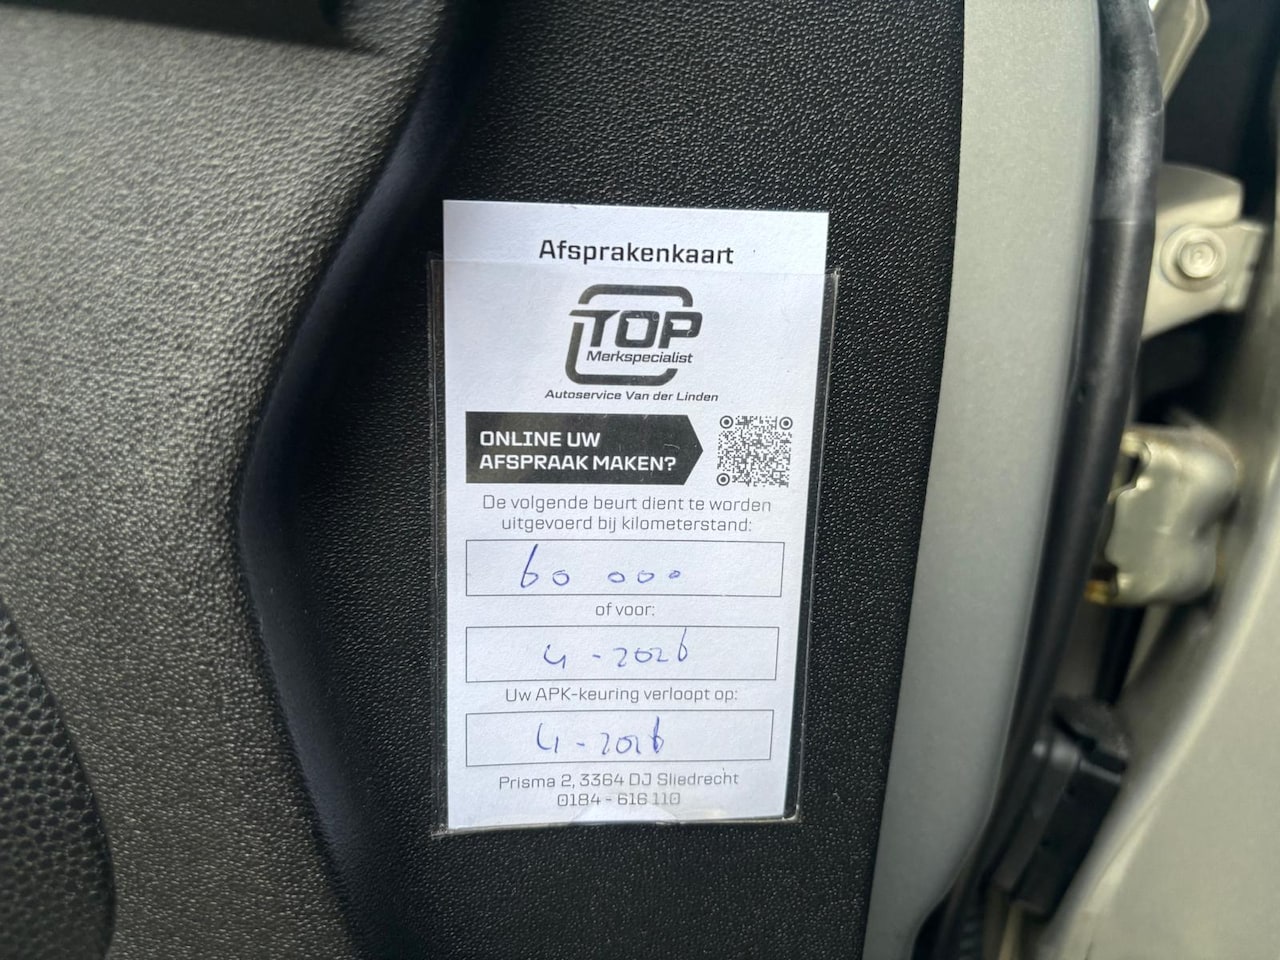 Afsprakenkaart
TOP
Merkspecialist
Autoservice Van der Linden
ONLINE UW
AFSPRAAK MAKEN?
De volgende beurt dient te worden
uitgevoerd bij kilometerstand:
60 000
of voor:
4 - 2026
Uw APK-keuring verloopt op:
4 - 2026
Prisma 2, 3364 DJ Sliedrecht
0184 - 616 110